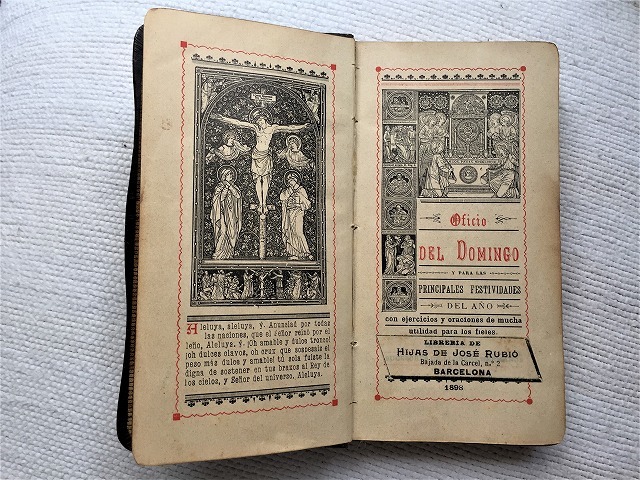 Aleluya, aleluya, ℣. Anunciad por todas
las naciones, que el Señor reinó por el
leño, Aleluya. ℣. ¡Oh amable y dulce tronco!
¡oh dulces clavos, oh cruz que sostenéis el
peso más dulce y amable! tú sola fuiste la
digna de sostener en tus brazos al Rey de
los cielos, y Señor del universo. Aleluya.
Oficio
DEL DOMINGO
Y PARA LAS
PRINCIPALES FESTIVIDADES
DEL AÑO
con ejercicios y oraciones de mucha
utilidad para los fieles.
LIBRERIA DE
HIJAS DE JOSÉ RUBIÓ
Bajada de la Cárcel, n.º 2
BARCELONA
1898